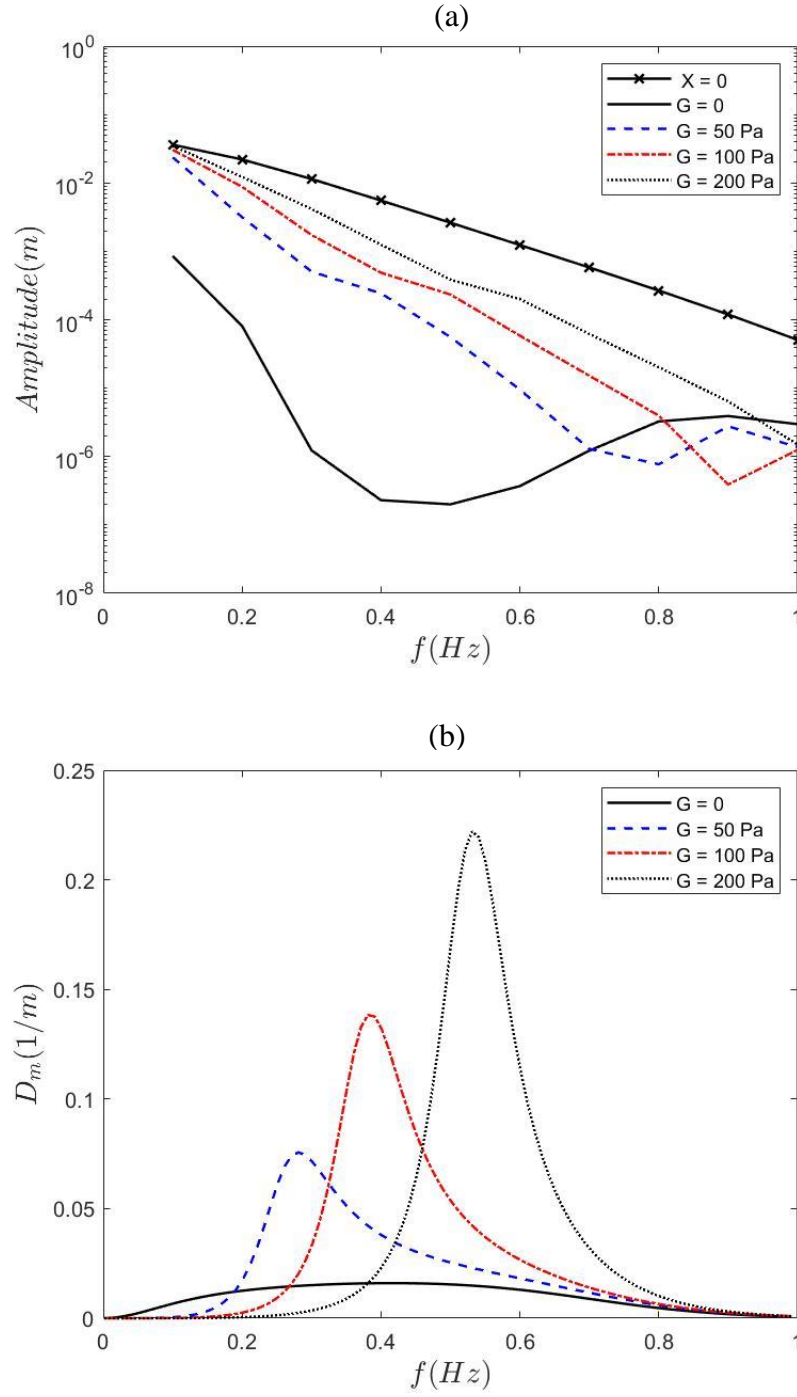 (a)
10^0
10^-2
10^-4
10^-6
10^-8
Amplitude(m)
X = 0
G = 0
G = 50 Pa
G = 100 Pa
G = 200 Pa
0 0.2 0.4 0.6 0.8 1
f(Hz)
(b)
0.25
0.2
0.15
0.1
0.05
0
D_m(1/m)
G = 0
G = 50 Pa
G = 100 Pa
G = 200 Pa
0 0.2 0.4 0.6 0.8 1
f(Hz)